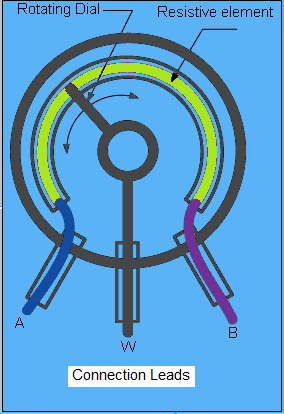 Rotating Dial
Resistive element
A
W
B
Connection Leads